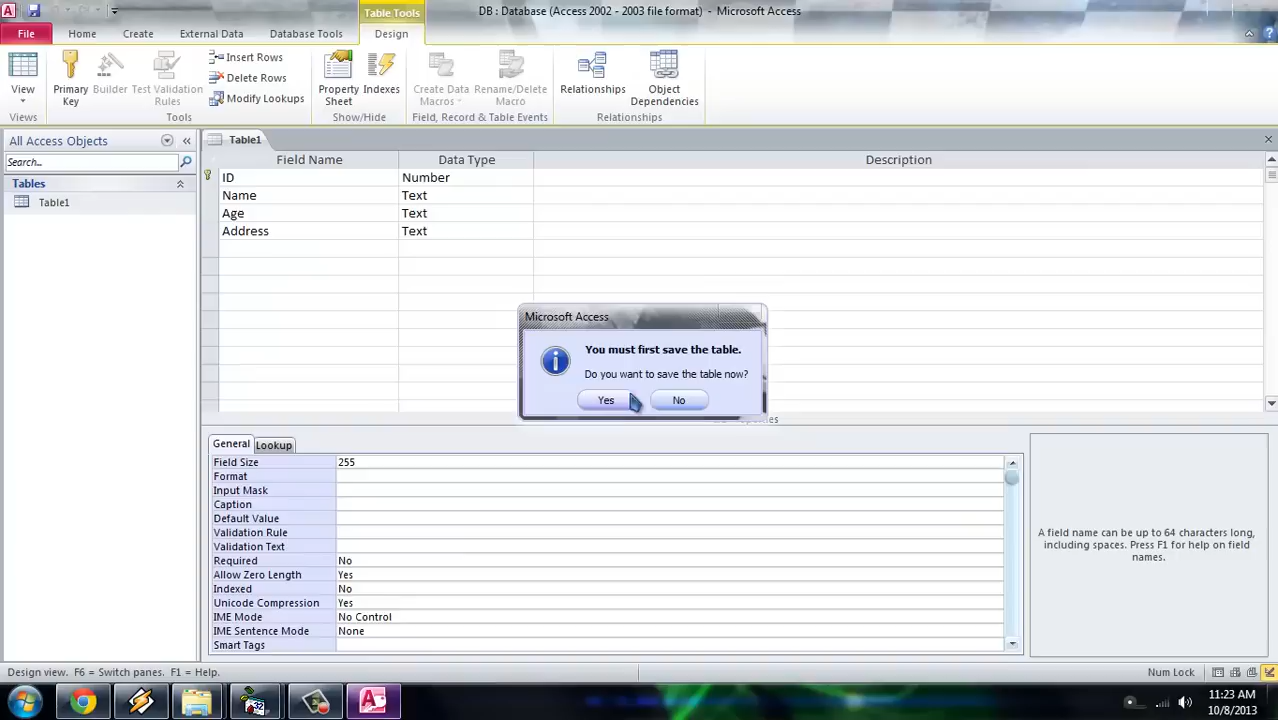 Table Tools
DB : Database (Access 2002 - 2003 file format) - Microsoft Access
File
Home
Create
External Data
Database Tools
Design
View
Primary Key
Builder
Test Validation Rules
Insert Rows
Delete Rows
Modify Lookups
Property Sheet
Indexes
Create Data Macros
Rename/Delete Macro
Relationships
Object Dependencies
Views
Tools
Show/Hide
Field, Record & Table Events
Relationships
All Access Objects
Search...
Tables
Table1
Table1
Field Name Data Type Description
ID Number
Name Text
Age Text
Address Text
Microsoft Access
You must first save the table.
Do you want to save the table now?
Yes No
General Lookup
Field Size 255
Format
Input Mask
Caption
Default Value
Validation Rule
Validation Text
Required No
Allow Zero Length Yes
Indexed No
Unicode Compression Yes
IME Mode No Control
IME Sentence Mode None
Smart Tags
A field name can be up to 64 characters long,
including spaces. Press F1 for help on field
names.
Design view. F6 = Switch panes. F1 = Help.
Num Lock
11:23 AM
10/8/2013